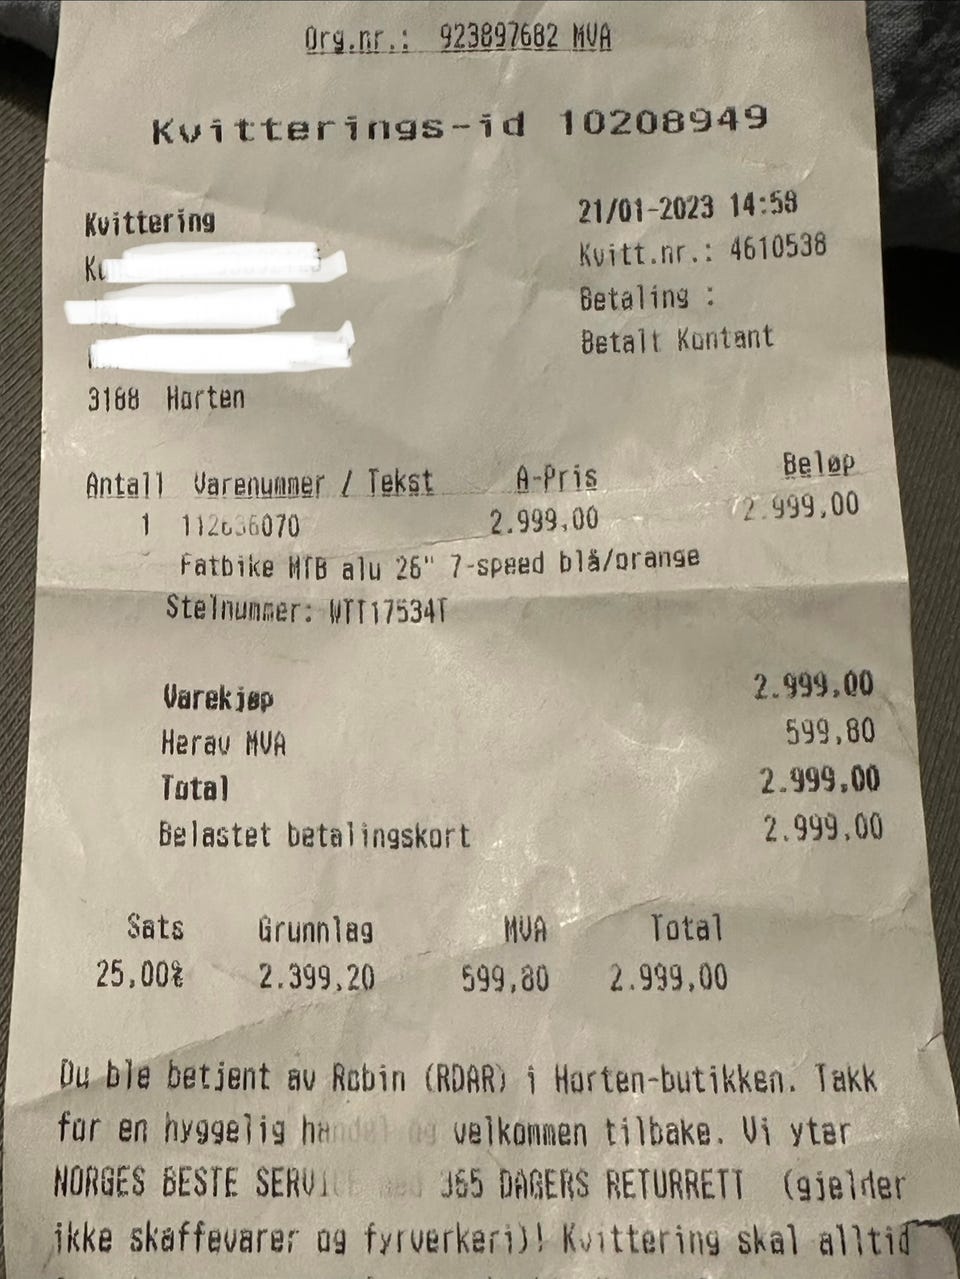 Org.nr.: 923897682 MVA
Kvitterings-id 10208949
Kvittering
21/01-2023 14:58
Kvitt.nr.: 4610538
Betaling :
Betalt Kontant
3188 Horten
Antall Varenummer / Tekst A-Pris Beløp
1 2.999,00 2.999,00
Fatbike MTB alu 26" 7-speed blå/orange
Stelnummer: WTT17534T
Varekjøp 2.999,00
Herav MVA 599,80
Total 2.999,00
Belastet betalingskort 2.999,00
Sats Grunnlag MVA Total
25,00% 2.399,20 599,80 2.999,00
Du ble betjent av Robin (RDAR) i Horten-butikken. Takk
for en hyggelig handel og velkommen tilbake. Vi yter
NORGES BESTE SERVICE med 365 DAGERS RETURRETT (gjelder
ikke skaffevarer og fyrverkeri)! Kvittering skal alltid